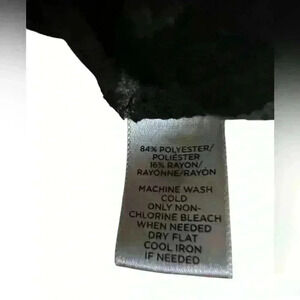 84% POLYESTER/
POLIÉSTER
16% RAYON/
RAYONNE/RAYÓN
MACHINE WASH
COLD
ONLY NON-
CHLORINE BLEACH
WHEN NEEDED
DRY FLAT
COOL IRON
IF NEEDED